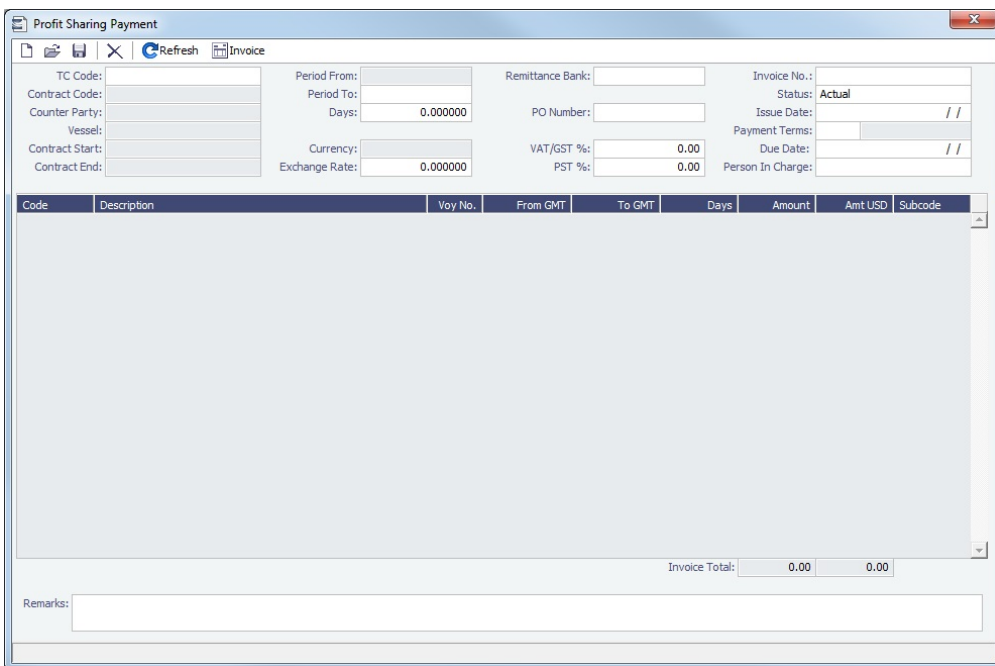 Profit Sharing Payment
x
Refresh Invoice
TC Code: Period From: Remittance Bank: Invoice No.:
Contract Code: Period To: Status: Actual
Counter Party: Days: 0.000000 PO Number: Issue Date: / /
Vessel: Payment Terms:
Contract Start: Currency: VAT/GST %: 0.00 Due Date: / /
Contract End: Exchange Rate: 0.000000 PST %: 0.00 Person In Charge:
Code Description Voy No. From GMT To GMT Days Amount Amt USD Subcode
Invoice Total: 0.00 0.00
Remarks: